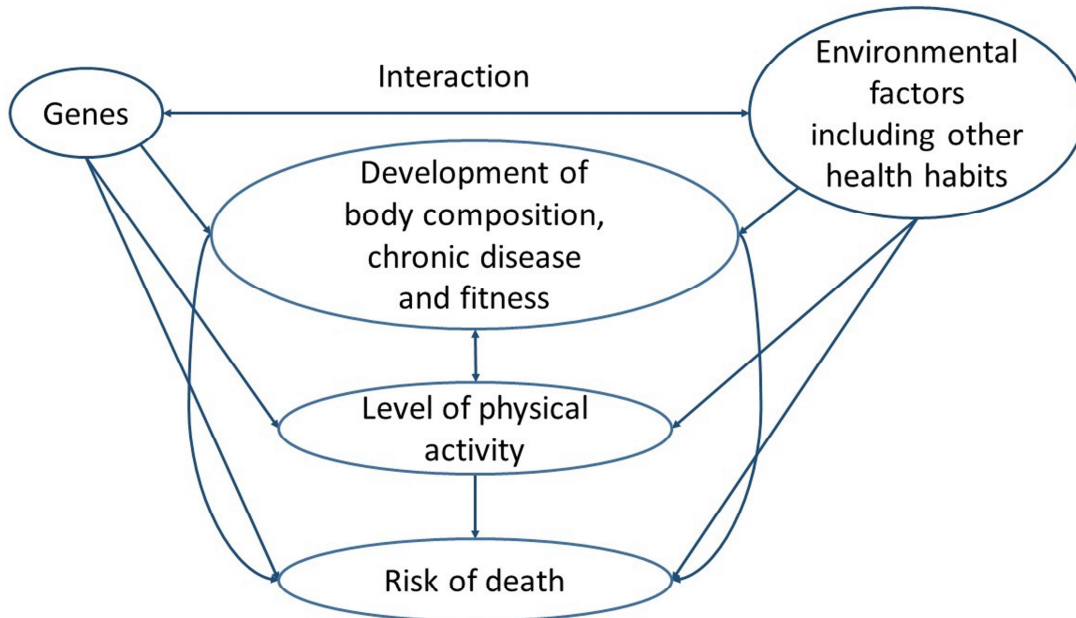 Interaction
Genes
Environmental
factors
including other
health habits
Development of
body composition,
chronic disease
and fitness
Level of physical
activity
Risk of death